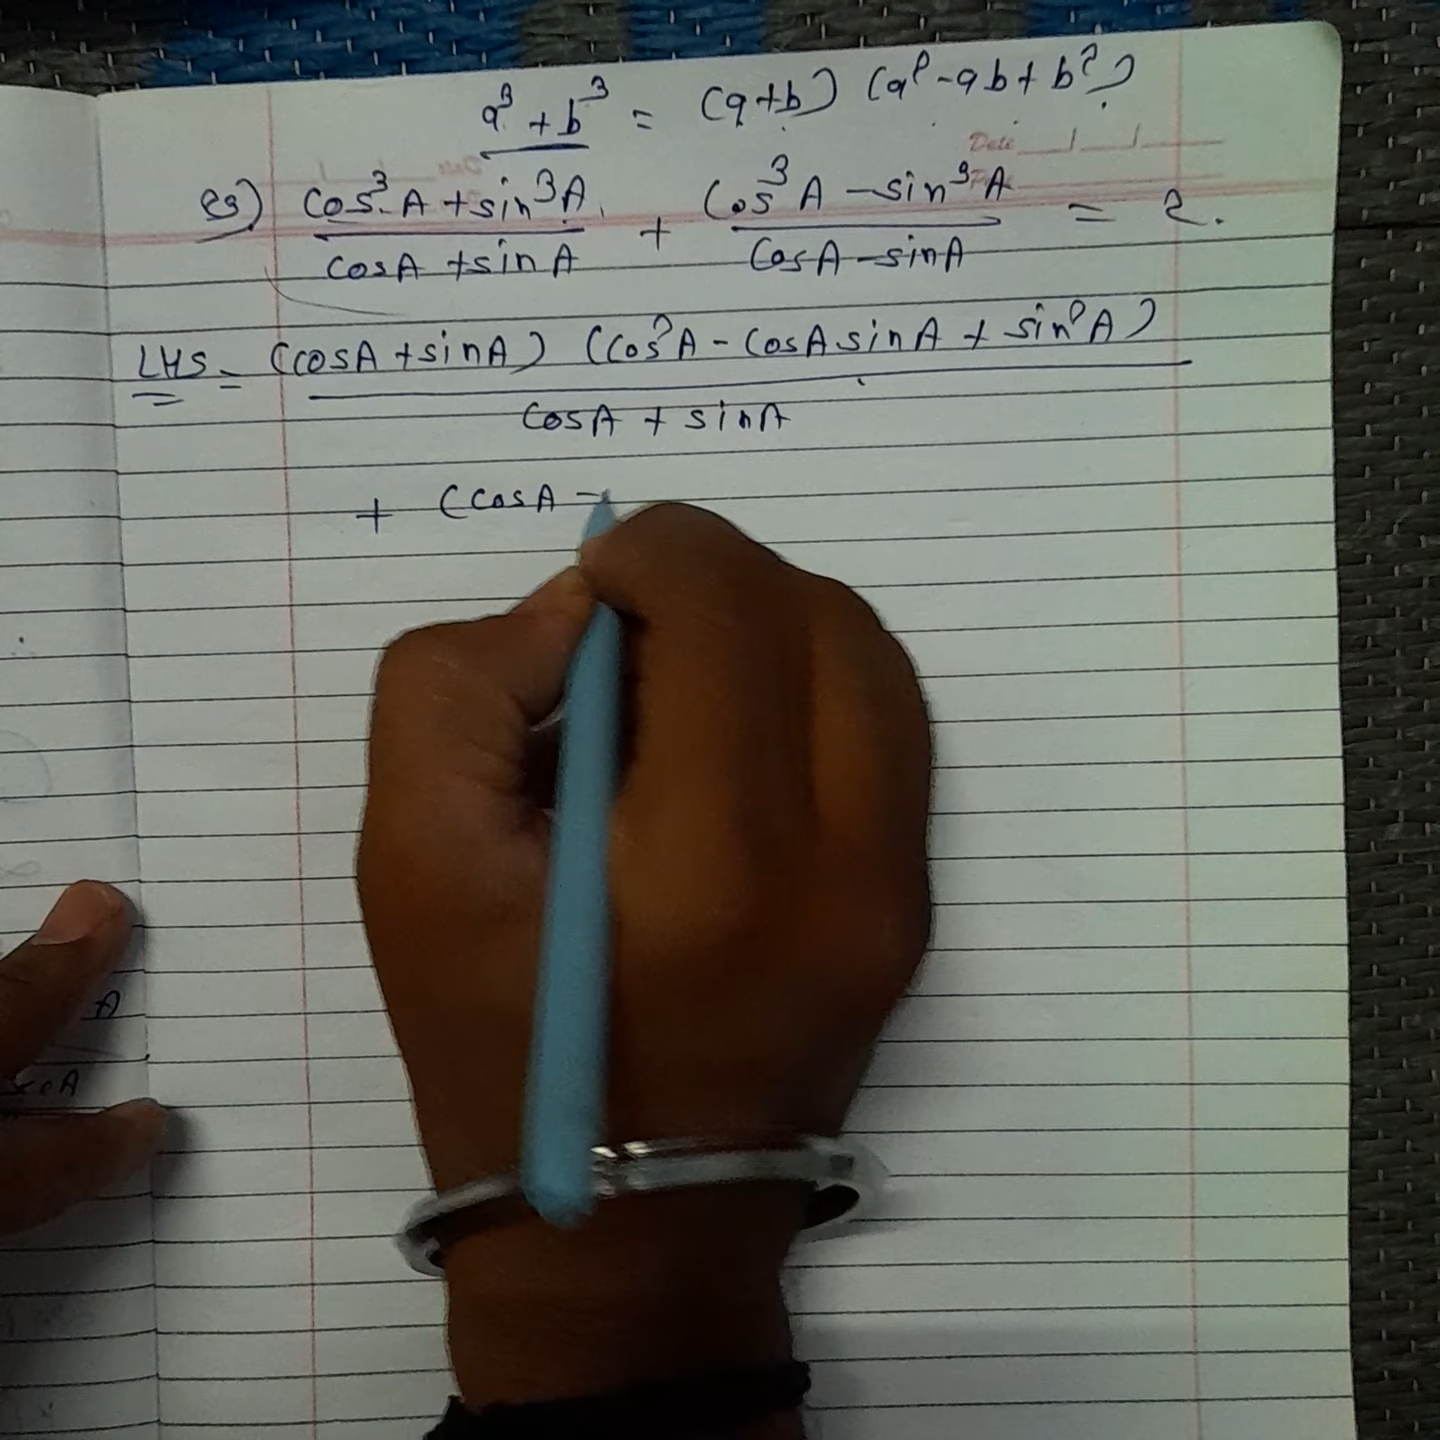 a³ + b³ = (a+b) (a² - ab + b²)
Date
es) cos³A + sin³A / cosA + sinA + cos³A - sin³A / cosA - sinA = 2.
LHS = (cosA + sinA) (cos²A - cosA sinA + sin²A) / cosA + sinA
+ (cosA -
A